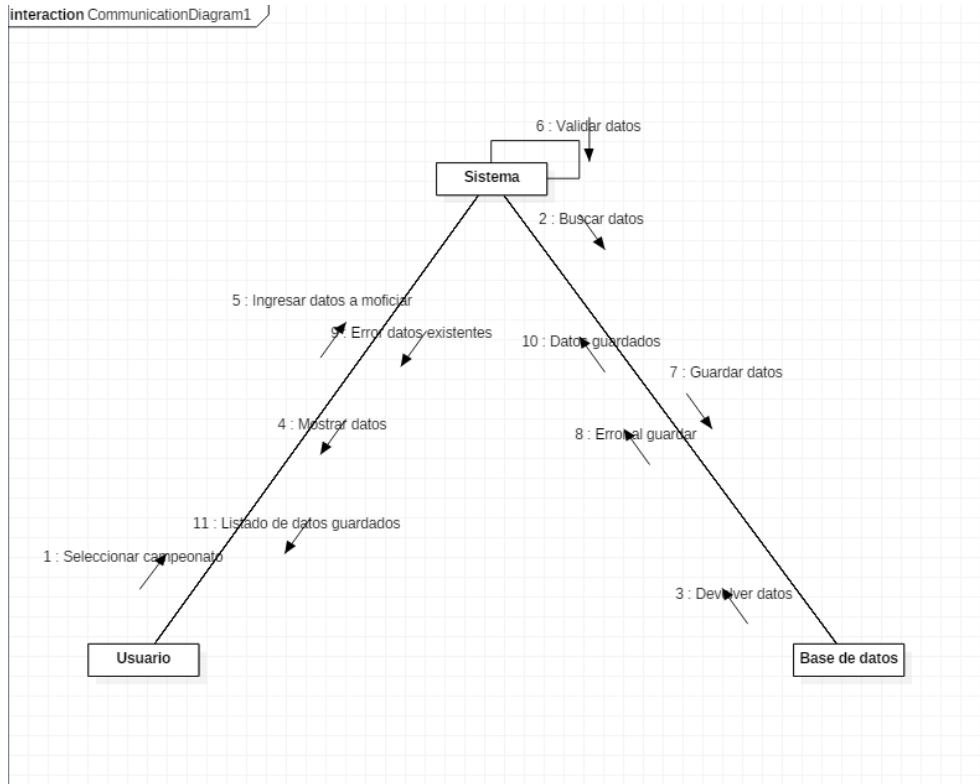 interaction CommunicationDiagram1
6 : Validar datos
Sistema
2 : Buscar datos
5 : Ingresar datos a moficiar
9 : Error datos existentes
10 : Datos guardados
7 : Guardar datos
4 : Mostrar datos
8 : Error al guardar
11 : Listado de datos guardados
1 : Seleccionar campeonato
3 : Devolver datos
Usuario
Base de datos